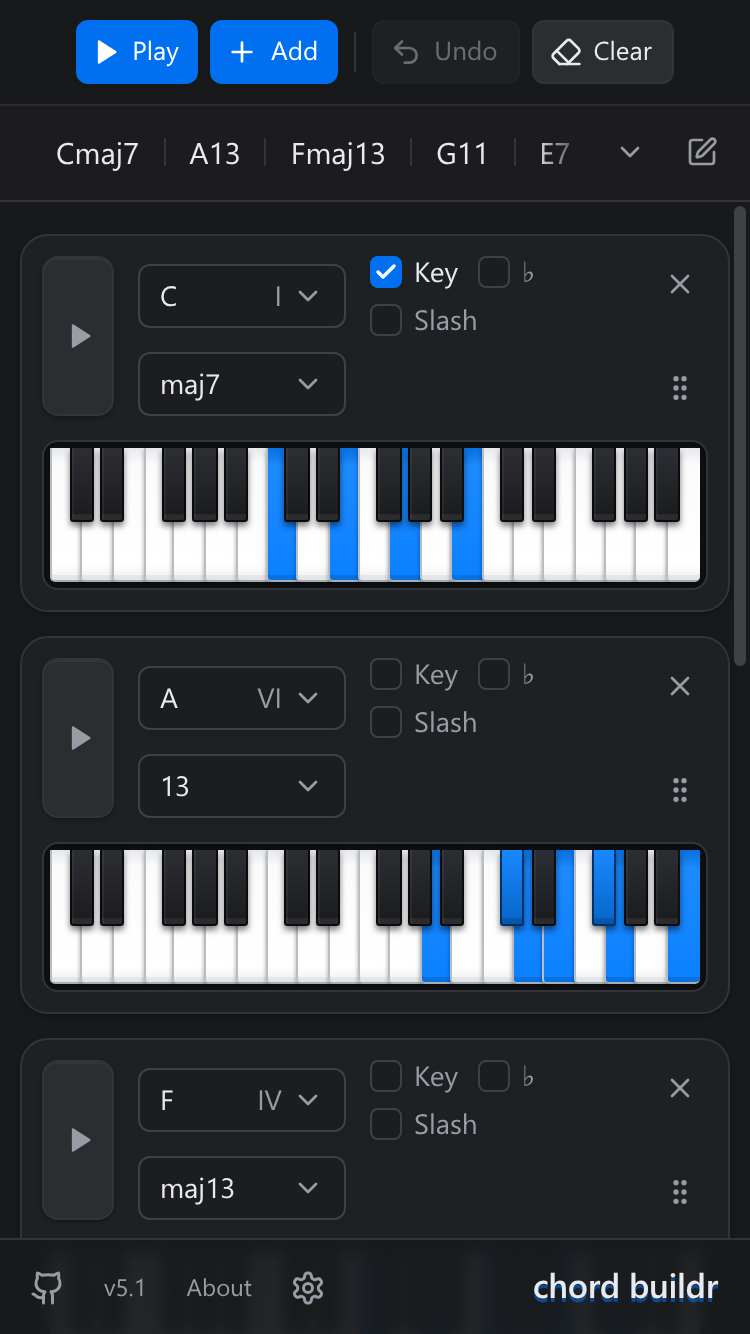 Play Add Undo Clear
Cmaj7 A13 Fmaj13 G11 E7
C I Key ♭
Slash
maj7
A VI Key ♭
Slash
13
F IV Key ♭
Slash
maj13
v5.1 About chord buildr